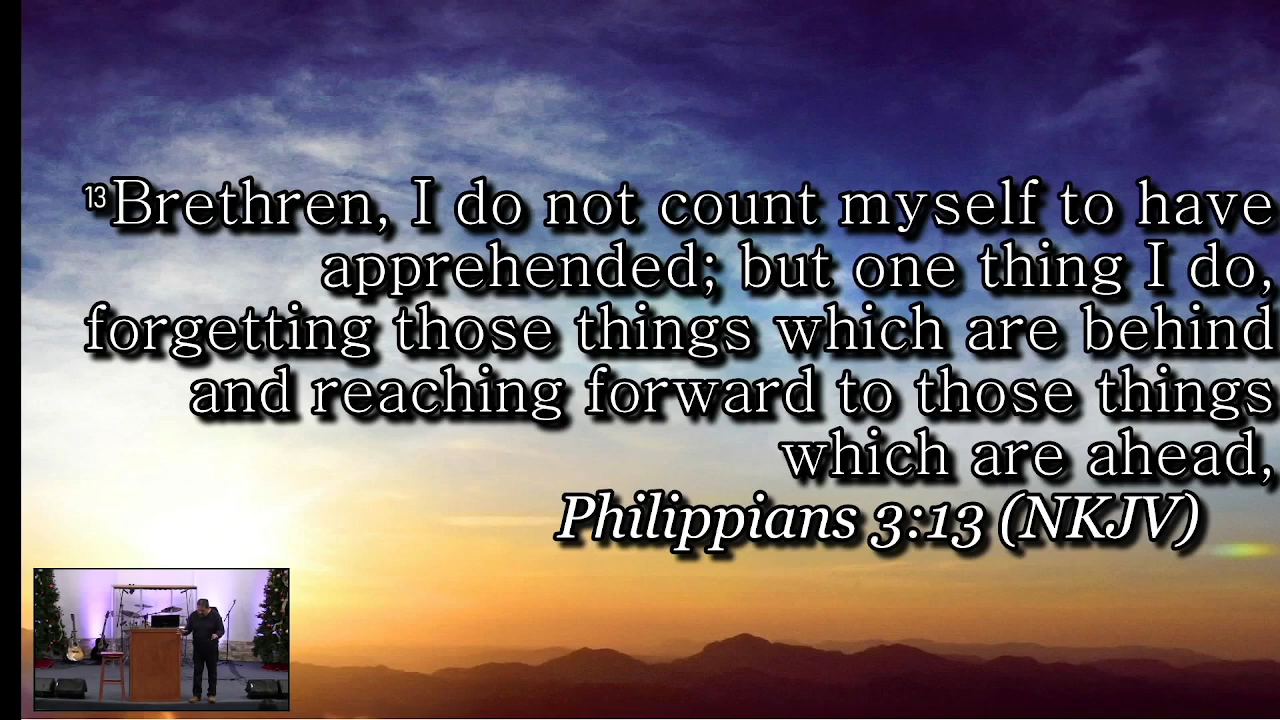 13Brethren, I do not count myself to have
apprehended; but one thing I do,
forgetting those things which are behind
and reaching forward to those things
which are ahead,
Philippians 3:13 (NKJV)